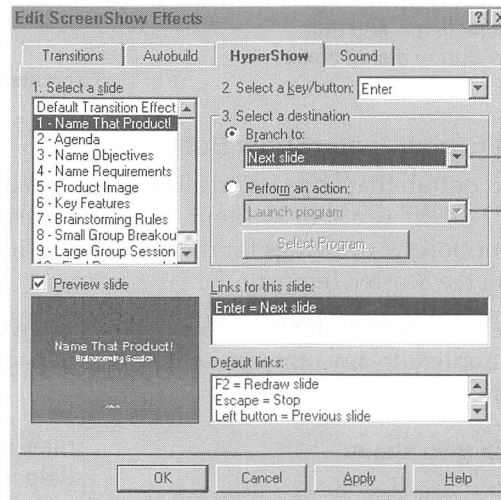 Edit ScreenShow Effects
Transitions
Autobuild
HyperShow
Sound
1. Select a slide
Default Transition Effect
1 - Name That Product!
2 - Agenda
3 - Name Objectives
4 - Name Requirements
5 - Product Image
6 - Key Features
7 - Brainstorming Rules
8 - Small Group Breakou
9 - Large Group Session
2. Select a key/button:
Enter
3. Select a destination
Branch to:
Next slide
Perform an action:
Launch program
Select Program...
Preview slide
Name That Product!
Brainstorming Session
Links for this slide:
Enter = Next slide
Default links:
F2 = Redraw slide
Escape = Stop
Left button = Previous slide
OK
Cancel
Apply
Help